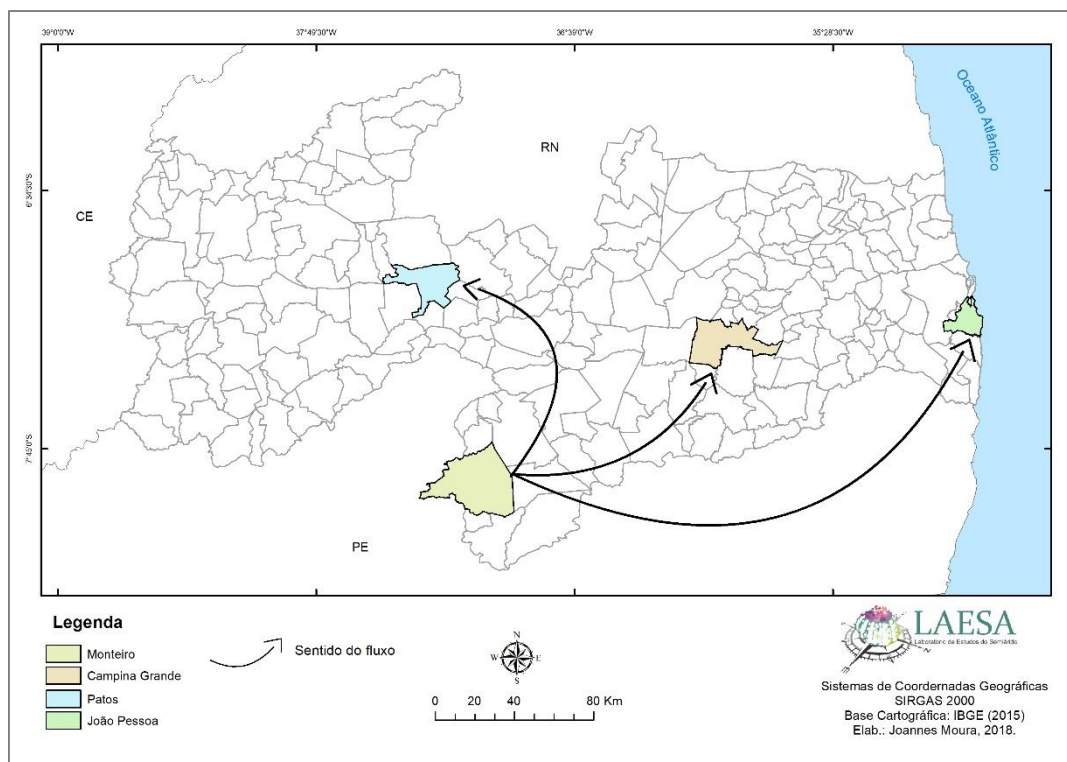 39°0'0"W
37°49'30"W
36°39'0"W
35°28'30"W
Oceano Atlântico
RN
6°34'30"S
CE
7°45'0"S
PE
Legenda
Monteiro
Campina Grande
Patos
João Pessoa
Sentido do fluxo
N
W E
S
0 20 40 80 Km
LAESA
Laboratório de Estudos do Semiárido
N
E
S
W
Sistemas de Coordernadas Geográficas
SIRGAS 2000
Base Cartográfica: IBGE (2015)
Elab.: Joannes Moura, 2018.